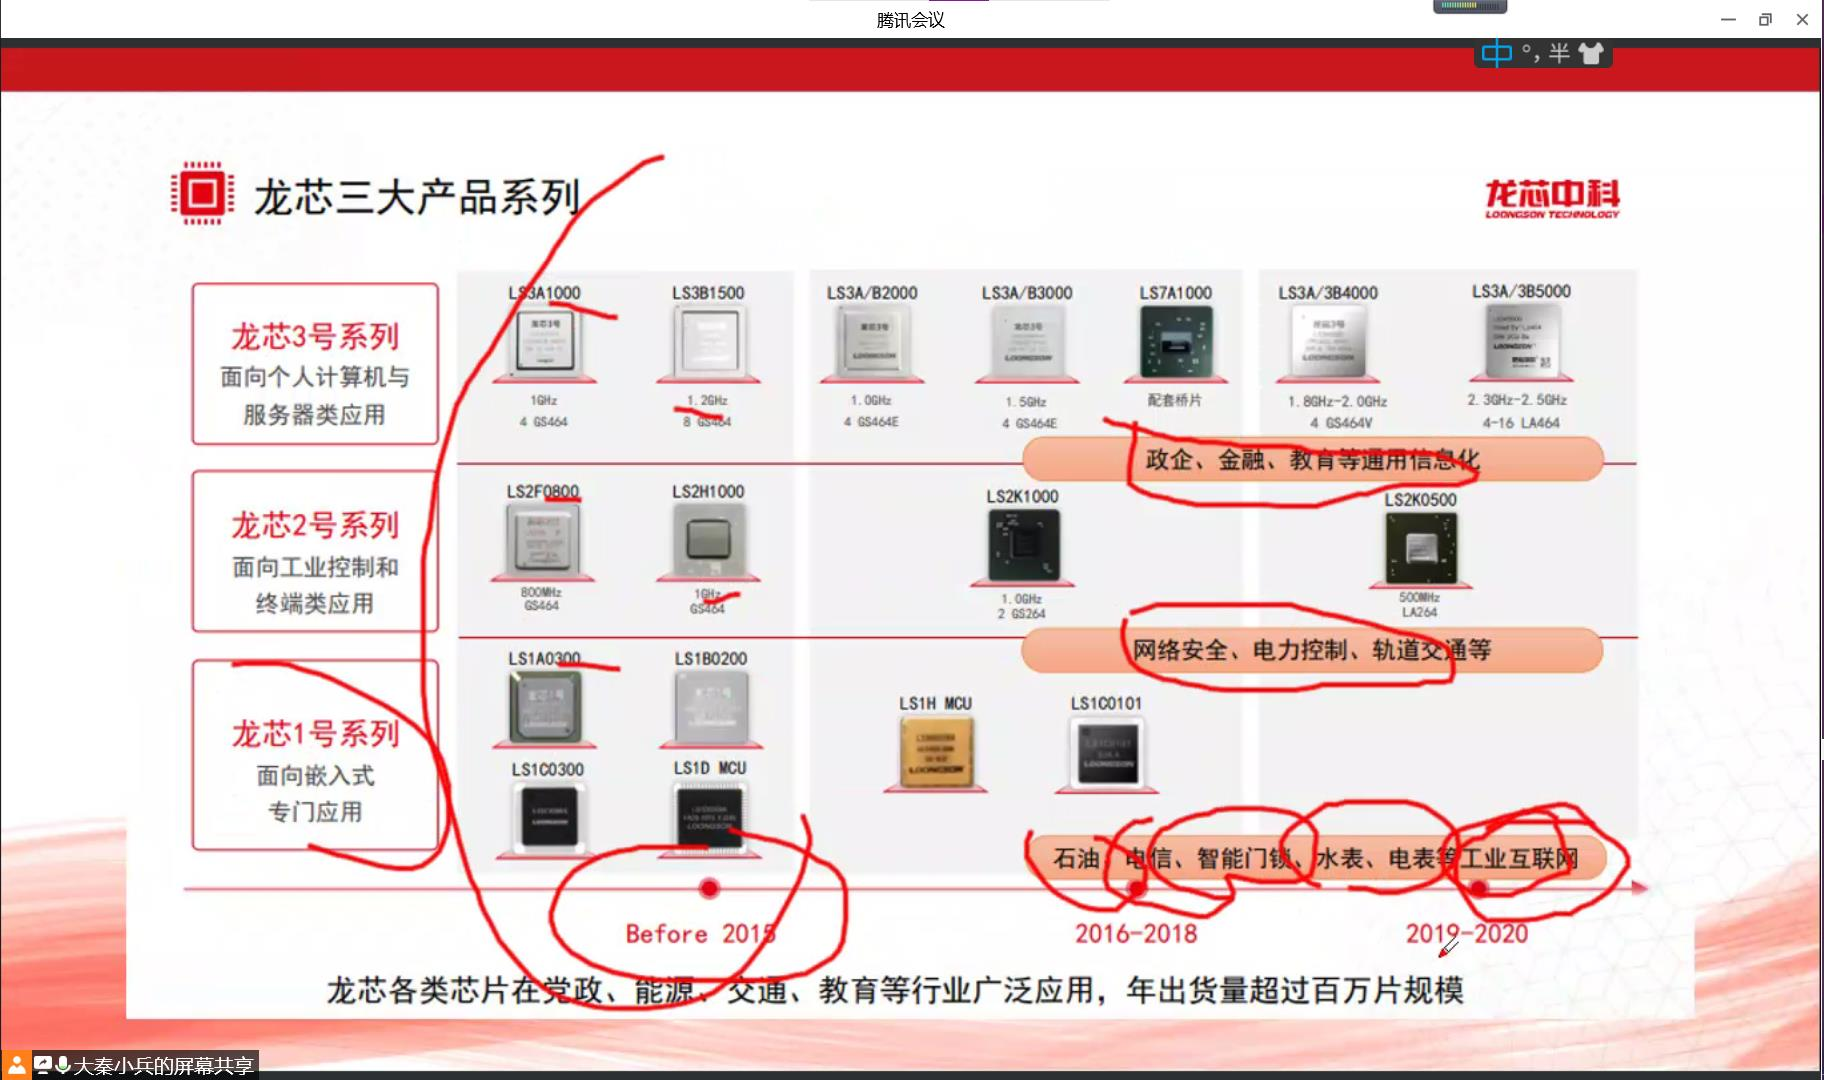 腾讯会议
中 °, 半
龙芯三大产品系列
龙芯中科
LOONGSON TECHNOLOGY
龙芯3号系列
面向个人计算机与
服务器类应用
LS3A1000
LS3B1500
LS3A/B2000
LS3A/B3000
LS7A1000
LS3A/3B4000
LS3A/3B5000
1GHz
4 GS464
1.2GHz
8 GS464
1.0GHz
4 GS464E
1.5GHz
4 GS464E
配套桥片
1.8GHz-2.0GHz
4 GS464V
2.3GHz-2.5GHz
4-16 LA464
政企、金融、教育等通用信息化
龙芯2号系列
面向工业控制和
终端类应用
LS2F0800
LS2H1000
LS2K1000
LS2K0500
800MHz
GS464
1GHz
GS464
1.0GHz
2 GS264
500MHz
LA264
网络安全、电力控制、轨道交通等
龙芯1号系列
面向嵌入式
专门应用
LS1A0300
LS1B0200
LS1C0300
LS1D MCU
LS1H MCU
LS1C0101
石油、电信、智能门锁、水表、电表等工业互联网
Before 2015
2016-2018
2019-2020
龙芯各类芯片在党政、能源、交通、教育等行业广泛应用，年出货量超过百万片规模
大秦小兵的屏幕共享